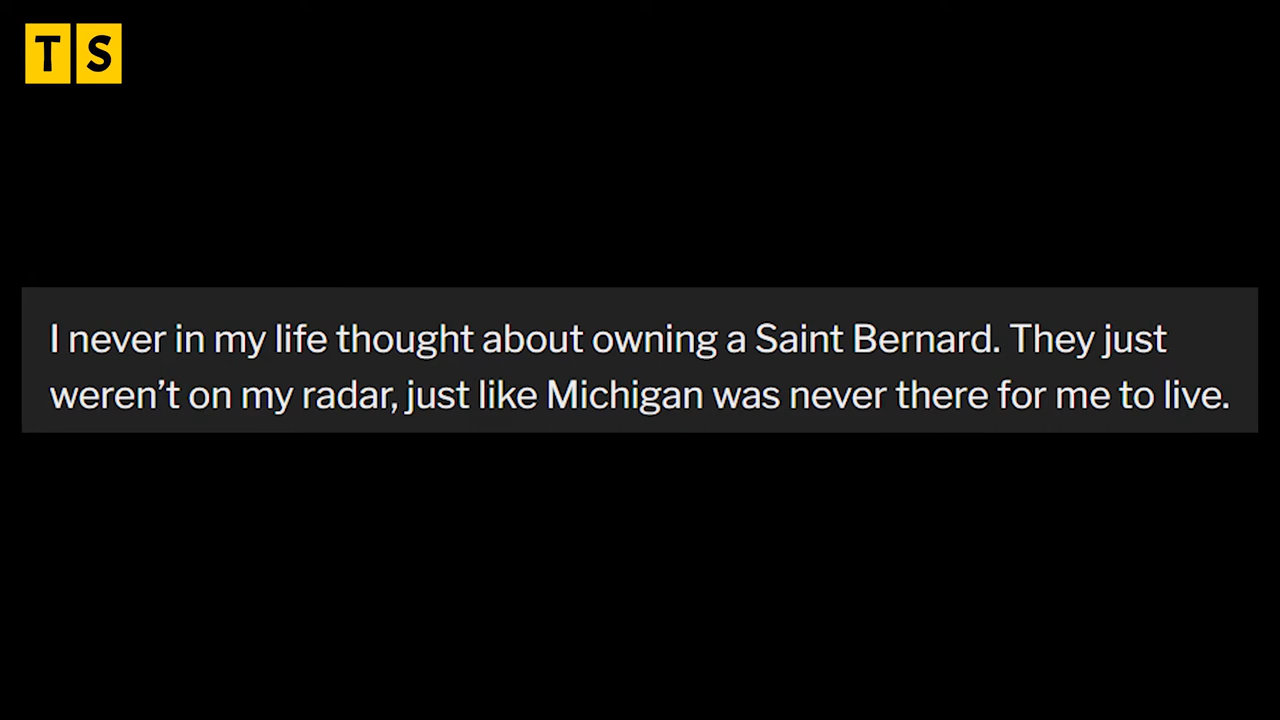 TS
I never in my life thought about owning a Saint Bernard. They just
weren’t on my radar, just like Michigan was never there for me to live.